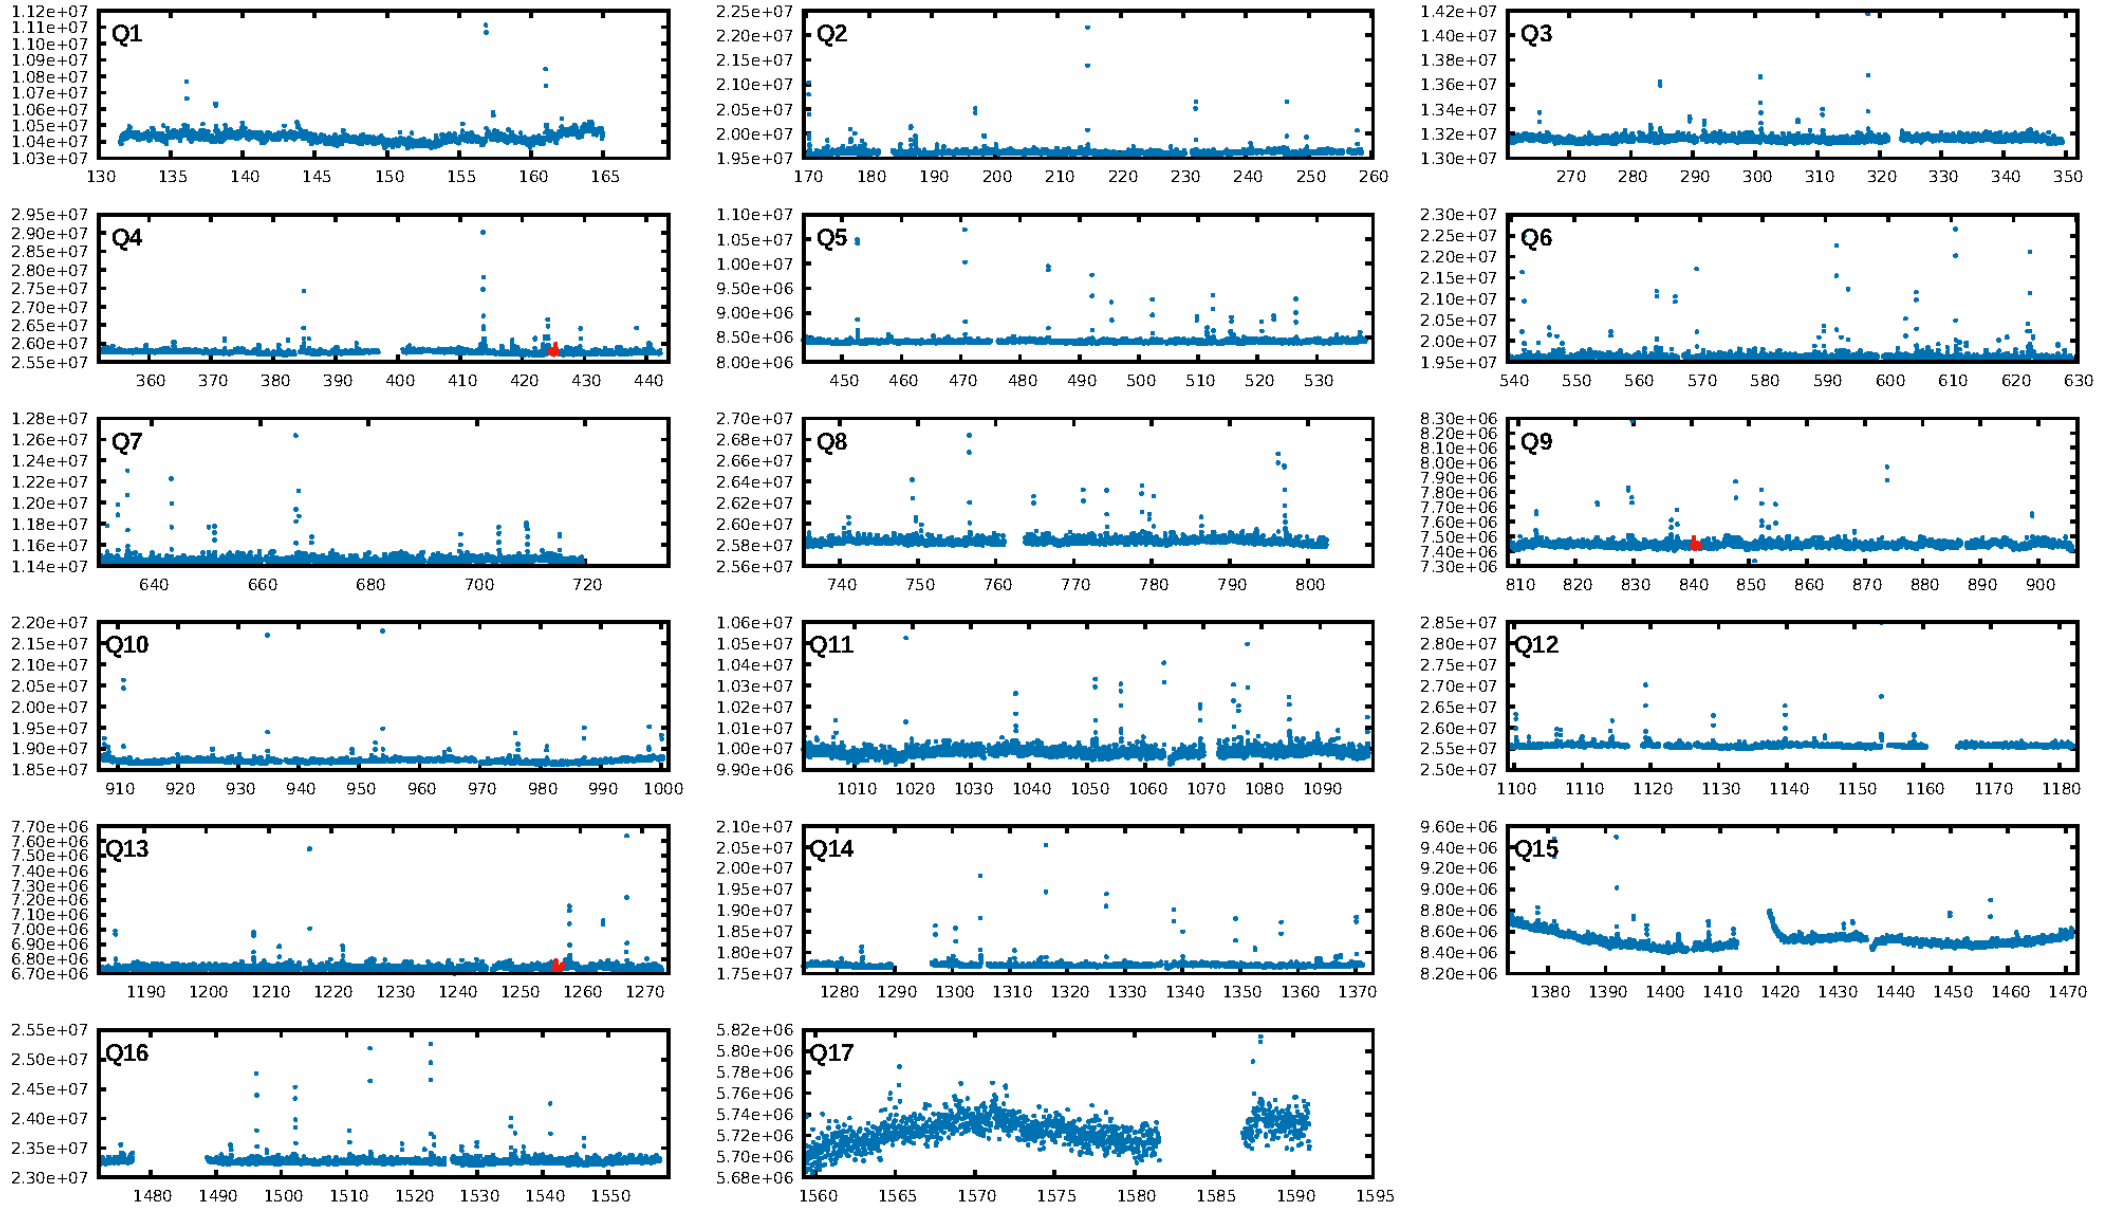 1.12e+07
1.11e+07
1.10e+07
1.09e+07
1.08e+07
1.07e+07
1.06e+07
1.05e+07
1.04e+07
1.03e+07
Q1
130 135 140 145 150 155 160 165
2.25e+07
2.20e+07
2.15e+07
2.10e+07
2.05e+07
2.00e+07
1.95e+07
Q2
170 180 190 200 210 220 230 240 250 260
1.42e+07
1.40e+07
1.38e+07
1.36e+07
1.34e+07
1.32e+07
1.30e+07
Q3
270 280 290 300 310 320 330 340 350
2.95e+07
2.90e+07
2.85e+07
2.80e+07
2.75e+07
2.70e+07
2.65e+07
2.60e+07
2.55e+07
Q4
360 370 380 390 400 410 420 430 440
1.10e+07
1.05e+07
1.00e+07
9.50e+06
9.00e+06
8.50e+06
8.00e+06
Q5
450 460 470 480 490 500 510 520 530
2.30e+07
2.25e+07
2.20e+07
2.15e+07
2.10e+07
2.05e+07
2.00e+07
1.95e+07
Q6
540 550 560 570 580 590 600 610 620 630
1.28e+07
1.26e+07
1.24e+07
1.22e+07
1.20e+07
1.18e+07
1.16e+07
1.14e+07
Q7
640 660 680 700 720
2.70e+07
2.68e+07
2.66e+07
2.64e+07
2.62e+07
2.60e+07
2.58e+07
2.56e+07
Q8
740 750 760 770 780 790 800
8.30e+06
8.20e+06
8.10e+06
8.00e+06
7.90e+06
7.80e+06
7.70e+06
7.60e+06
7.50e+06
7.40e+06
7.30e+06
Q9
810 820 830 840 850 860 870 880 890 900
2.20e+07
2.15e+07
2.10e+07
2.05e+07
2.00e+07
1.95e+07
1.90e+07
1.85e+07
Q10
910 920 930 940 950 960 970 980 990 1000
1.06e+07
1.05e+07
1.04e+07
1.03e+07
1.02e+07
1.01e+07
1.00e+07
9.90e+06
Q11
1010 1020 1030 1040 1050 1060 1070 1080 1090
2.85e+07
2.80e+07
2.75e+07
2.70e+07
2.65e+07
2.60e+07
2.55e+07
2.50e+07
Q12
1100 1110 1120 1130 1140 1150 1160 1170 1180
7.70e+06
7.60e+06
7.50e+06
7.40e+06
7.30e+06
7.20e+06
7.10e+06
7.00e+06
6.90e+06
6.80e+06
6.70e+06
Q13
1190 1200 1210 1220 1230 1240 1250 1260 1270
2.10e+07
2.05e+07
2.00e+07
1.95e+07
1.90e+07
1.85e+07
1.80e+07
1.75e+07
Q14
1280 1290 1300 1310 1320 1330 1340 1350 1360 1370
9.60e+06
9.40e+06
9.20e+06
9.00e+06
8.80e+06
8.60e+06
8.40e+06
8.20e+06
Q15
1380 1390 1400 1410 1420 1430 1440 1450 1460 1470
2.55e+07
2.50e+07
2.45e+07
2.40e+07
2.35e+07
2.30e+07
Q16
1480 1490 1500 1510 1520 1530 1540 1550
5.82e+06
5.80e+06
5.78e+06
5.76e+06
5.74e+06
5.72e+06
5.70e+06
5.68e+06
Q17
1560 1565 1570 1575 1580 1585 1590 1595